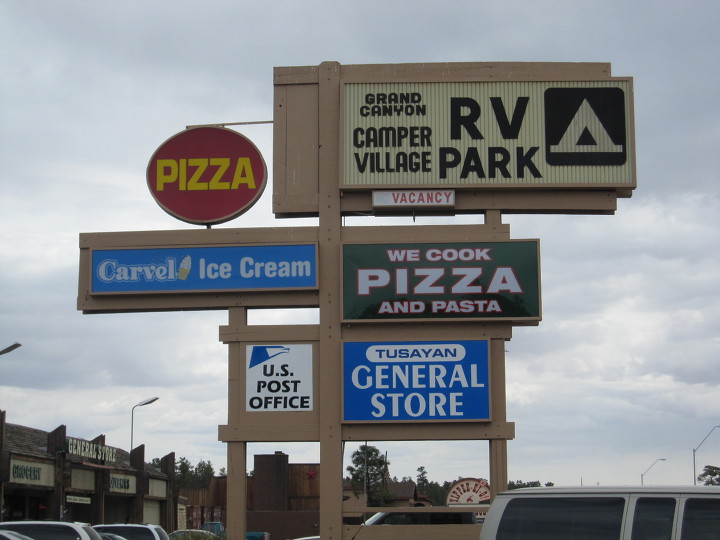 GRAND
CANYON
CAMPER
VILLAGE
RV
PARK
VACANCY
PIZZA
Carvel Ice Cream
WE COOK
PIZZA
AND PASTA
U.S.
POST
OFFICE
TUSAYAN
GENERAL
STORE
GENERAL STORE
GROCERY